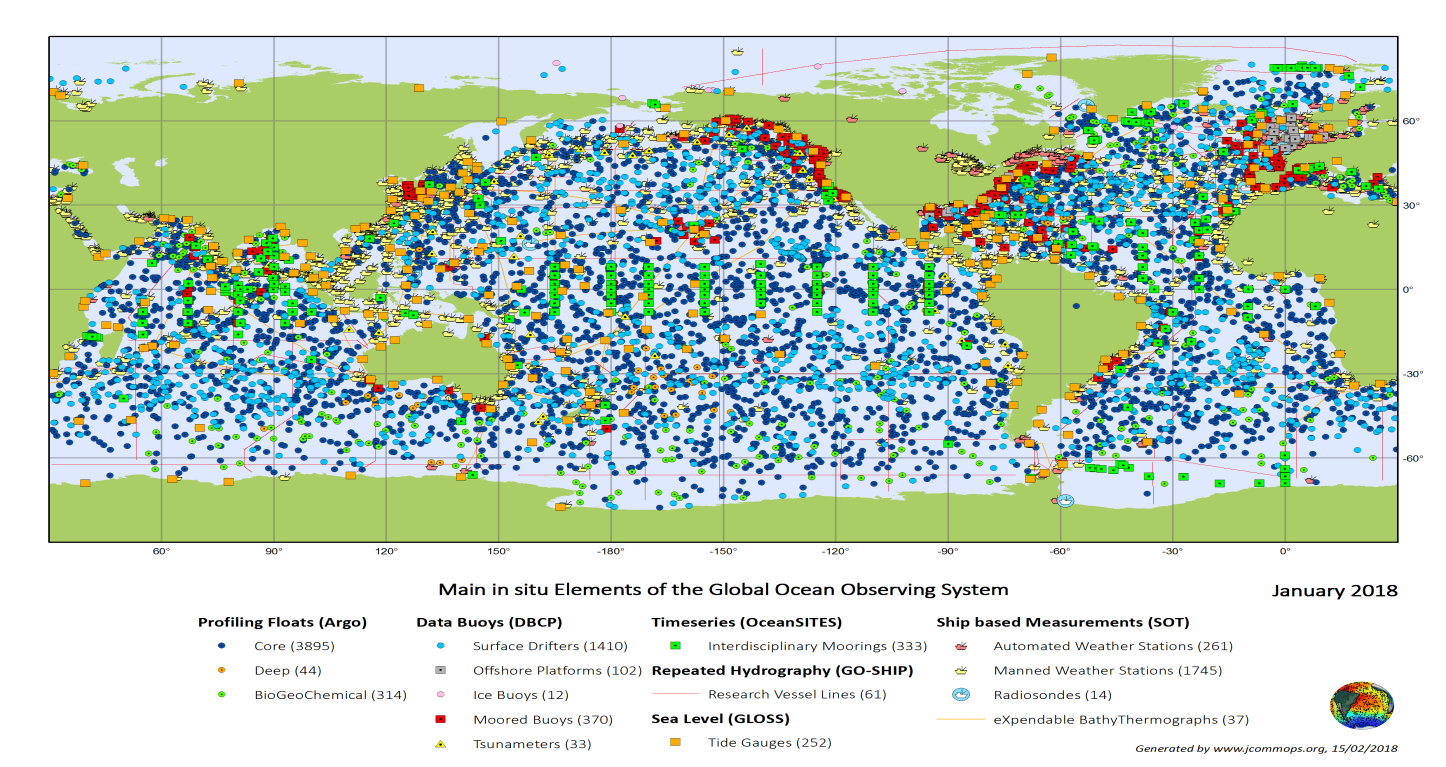 60°
30°
0°
-30°
-60°
60° 90° 120° 150° -180° -150° -120° -90° -60° -30° 0°
Main in situ Elements of the Global Ocean Observing System
January 2018
Profiling Floats (Argo)
Core (3895)
Deep (44)
BioGeoChemical (314)
Data Buoys (DBCP)
Surface Drifters (1410)
Offshore Platforms (102)
Ice Buoys (12)
Moored Buoys (370)
Tsunameters (33)
Timeseries (OceanSITES)
Interdisciplinary Moorings (333)
Repeated Hydrography (GO-SHIP)
Research Vessel Lines (61)
Sea Level (GLOSS)
Tide Gauges (252)
Ship based Measurements (SOT)
Automated Weather Stations (261)
Manned Weather Stations (1745)
Radiosondes (14)
eXpendable BathyThermographs (37)
Generated by www.jcommops.org, 15/02/2018